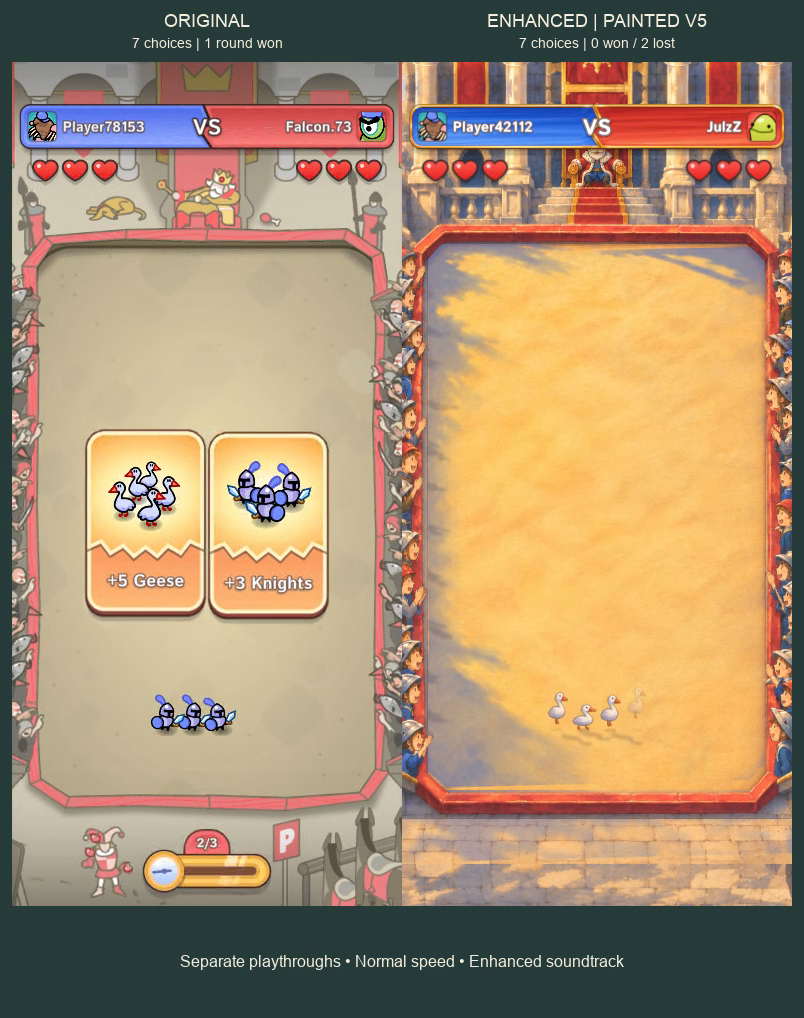 ORIGINAL
7 choices | 1 round won
ENHANCED | PAINTED V5
7 choices | 0 won / 2 lost
Player78153
VS
Falcon.73
Player42112
VS
JulzZ
+5 Geese
+3 Knights
2/3
P
Separate playthroughs • Normal speed • Enhanced soundtrack